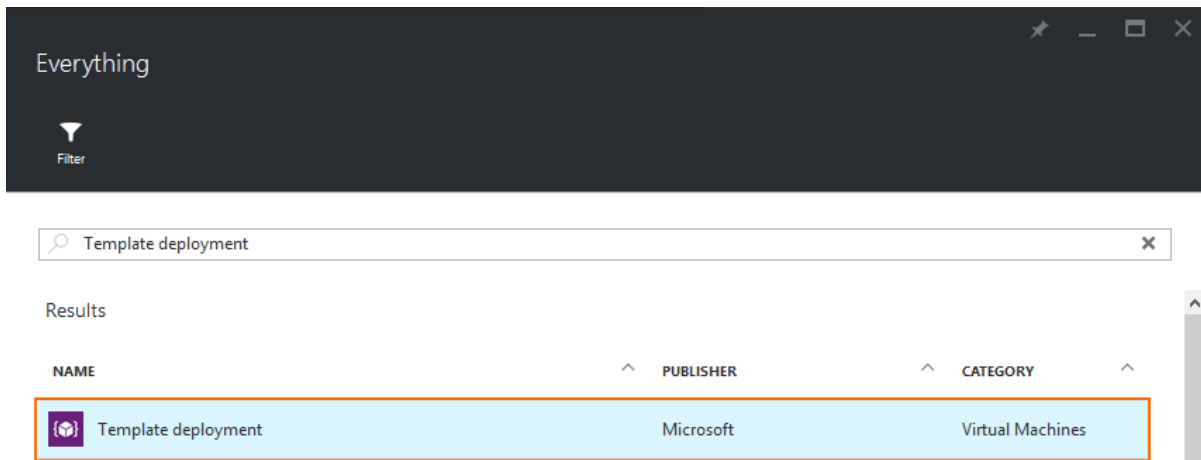 Everything
Filter
Template deployment
Results
NAME PUBLISHER CATEGORY
Template deployment Microsoft Virtual Machines